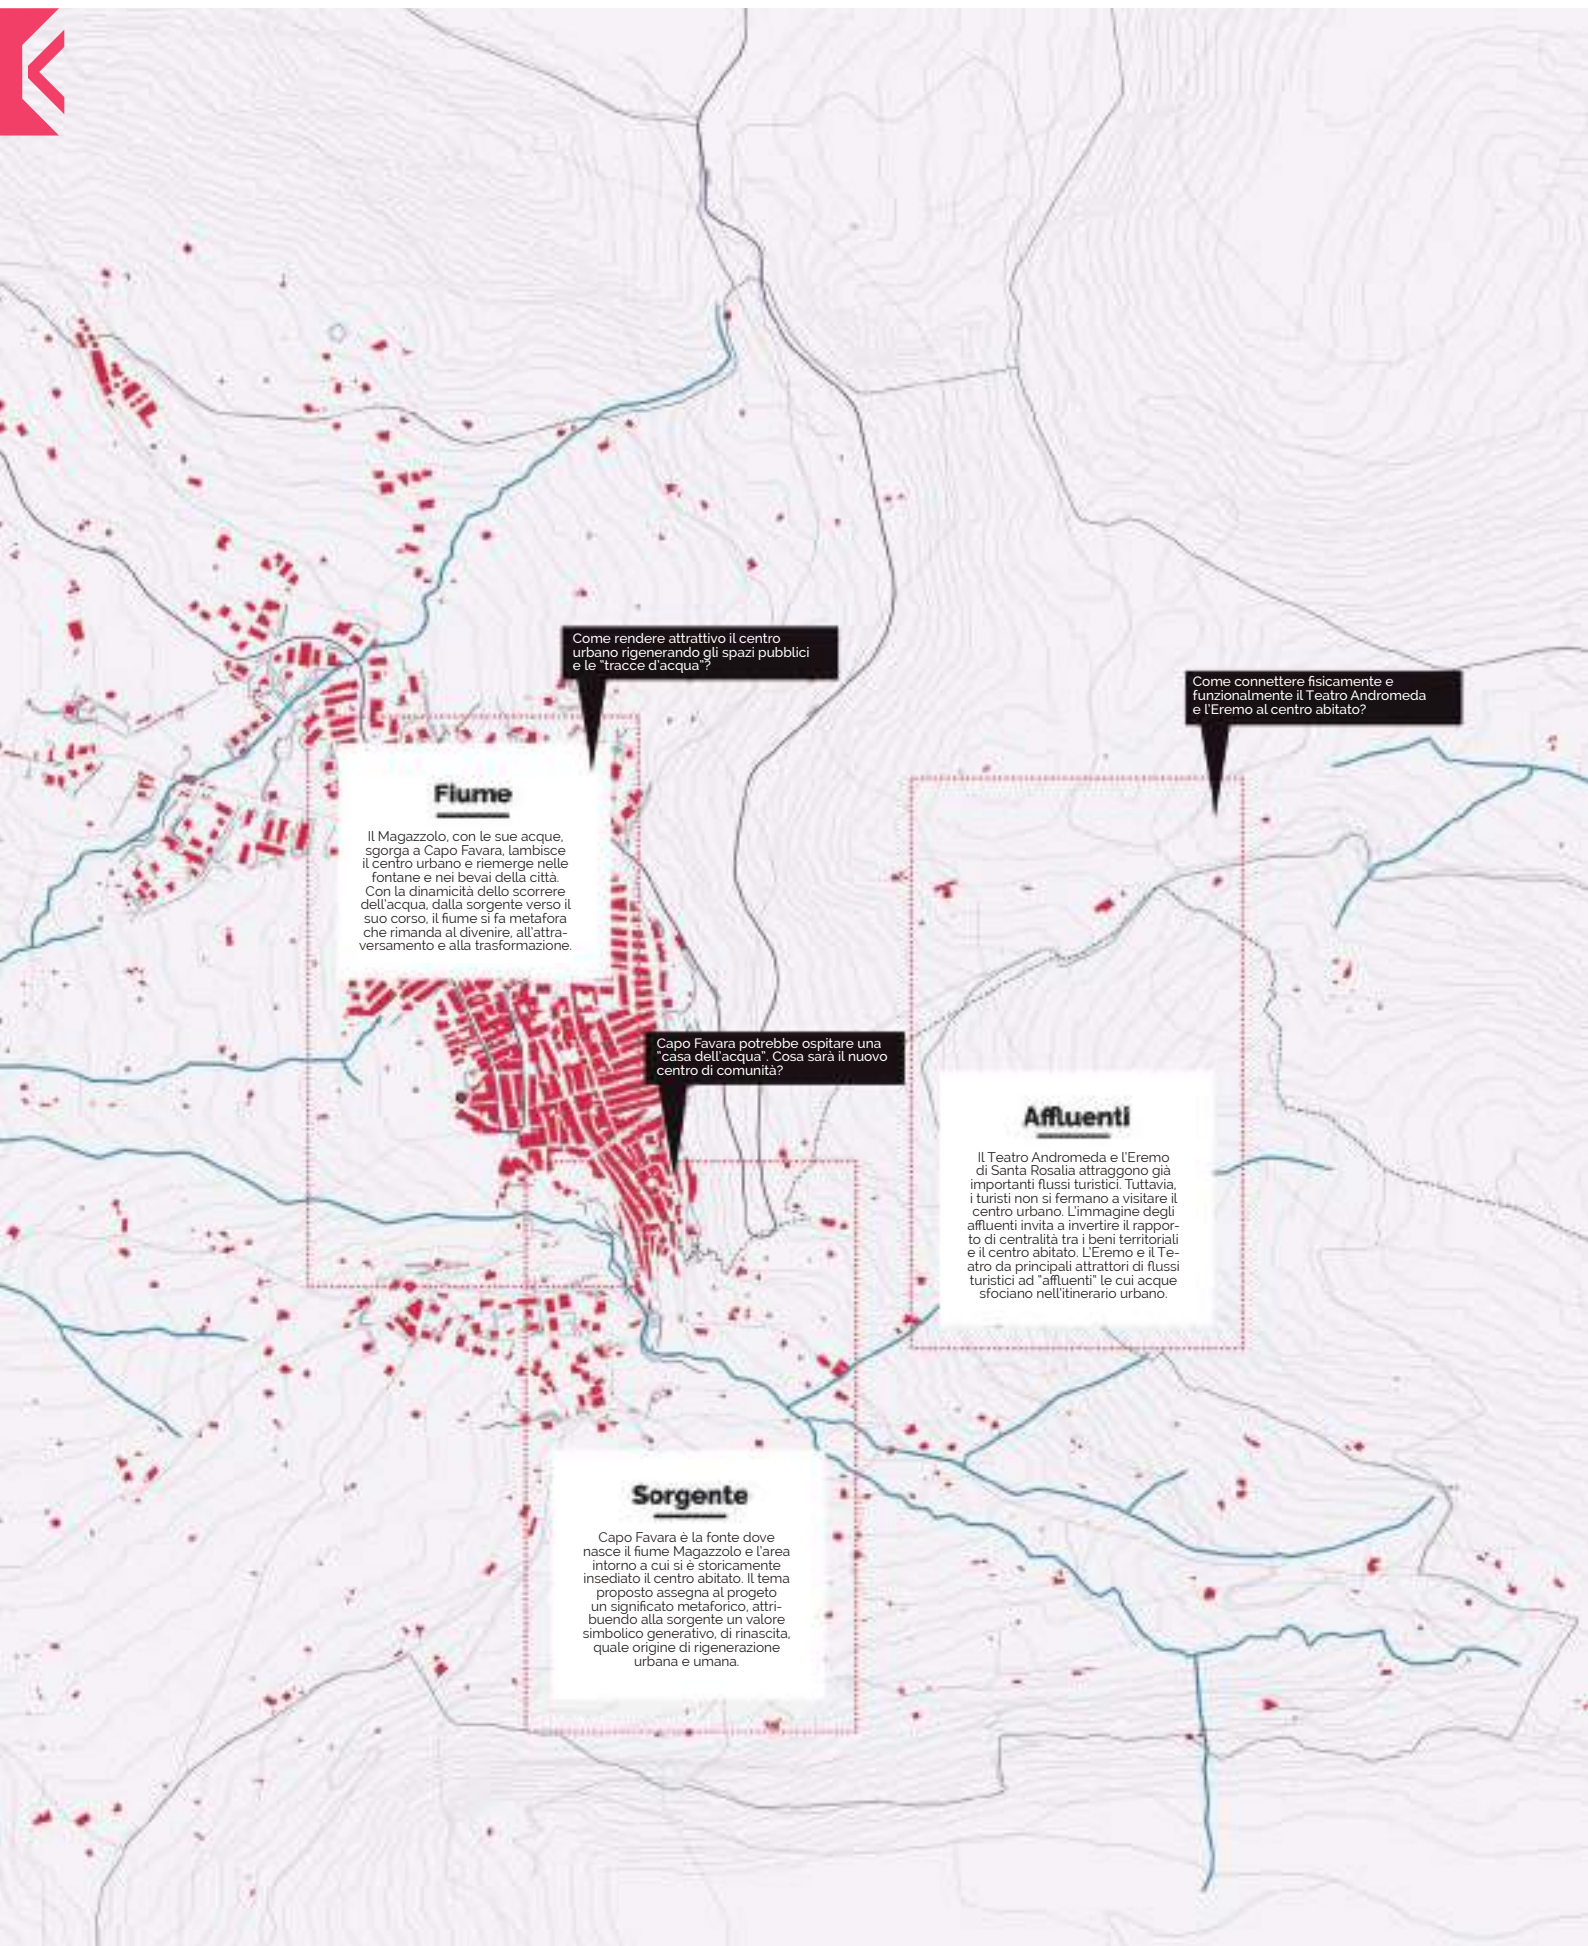 Come rendere attrattivo il centro
urbano rigenerando gli spazi pubblici
e le "tracce d'acqua"?
Come connettere fisicamente e
funzionalmente il Teatro Andromeda
e l'Eremo al centro abitato?
Fiume
Il Magazzolo, con le sue acque,
sgorga a Capo Favara, lambisce
il centro urbano e riemerge nelle
fontane e nei bevai della città.
Con la dinamicità dello scorrere
dell'acqua, dalla sorgente verso il
suo corso, il fiume si fa metafora
che rimanda al divenire, all'attra-
versamento e alla trasformazione.
Capo Favara potrebbe ospitare una
"casa dell'acqua". Cosa sarà il nuovo
centro di comunità?
Affluenti
Il Teatro Andromeda e l'Eremo
di Santa Rosalia attraggono già
importanti flussi turistici. Tuttavia,
i turisti non si fermano a visitare il
centro urbano. L'immagine degli
affluenti invita a invertire il rappor-
to di centralità tra i beni territoriali
e il centro abitato. L'Eremo e il Te-
atro da principali attrattori di flussi
turistici ad "affluenti" le cui acque
sfociano nell'itinerario urbano.
Sorgente
Capo Favara è la fonte dove
nasce il fiume Magazzolo e l'area
intorno a cui si è storicamente
insediato il centro abitato. Il tema
proposto assegna al progeto
un significato metaforico, attri-
buendo alla sorgente un valore
simbolico generativo, di rinascita,
quale origine di rigenerazione
urbana e umana.